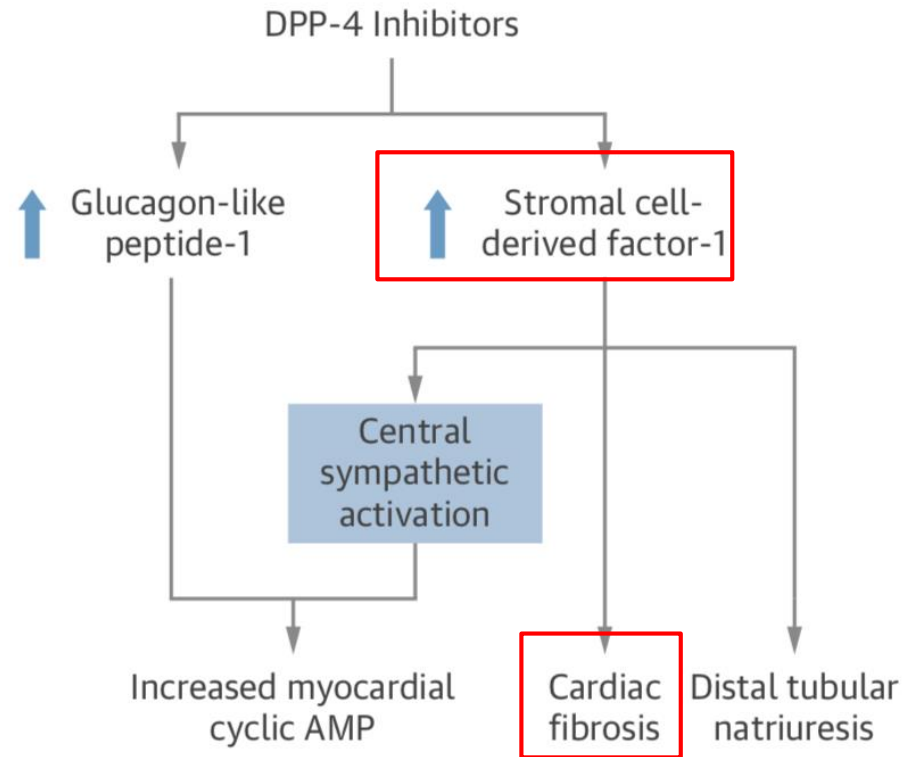 DPP-4 Inhibitors
Glucagon-like
peptide-1
Stromal cell-
derived factor-1
Central
sympathetic
activation
Increased myocardial
cyclic AMP
Cardiac
fibrosis
Distal tubular
natriuresis